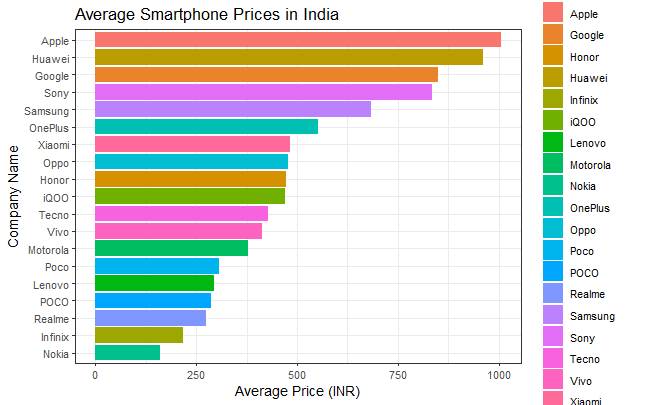 Average Smartphone Prices in India
Company Name
Apple
Huawei
Google
Sony
Samsung
OnePlus
Xiaomi
Oppo
Honor
iQOO
Tecno
Vivo
Motorola
Poco
Lenovo
POCO
Realme
Infinix
Nokia
0 250 500 750 1000
Average Price (INR)
Apple
Google
Honor
Huawei
Infinix
iQOO
Lenovo
Motorola
Nokia
OnePlus
Oppo
Poco
POCO
Realme
Samsung
Sony
Tecno
Vivo
Xiaomi